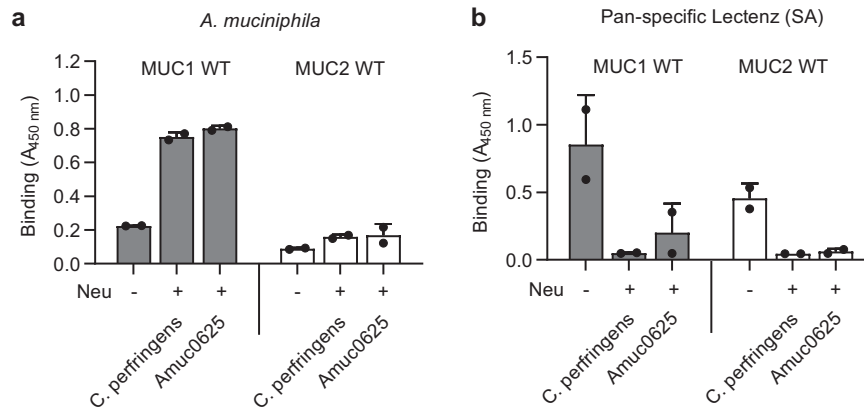 a
A. muciniphila
MUC1 WT
MUC2 WT
Binding (A450 nm)
1.2
1.0
0.8
0.6
0.4
0.2
0.0
Neu - + + - + +
C. perfringens
Amuc0625
C. perfringens
Amuc0625
b
Pan-specific Lectenz (SA)
MUC1 WT
MUC2 WT
Binding (A450 nm)
1.5
1.0
0.5
0.0
Neu - + + - + +
C. perfringens
Amuc0625
C. perfringens
Amuc0625